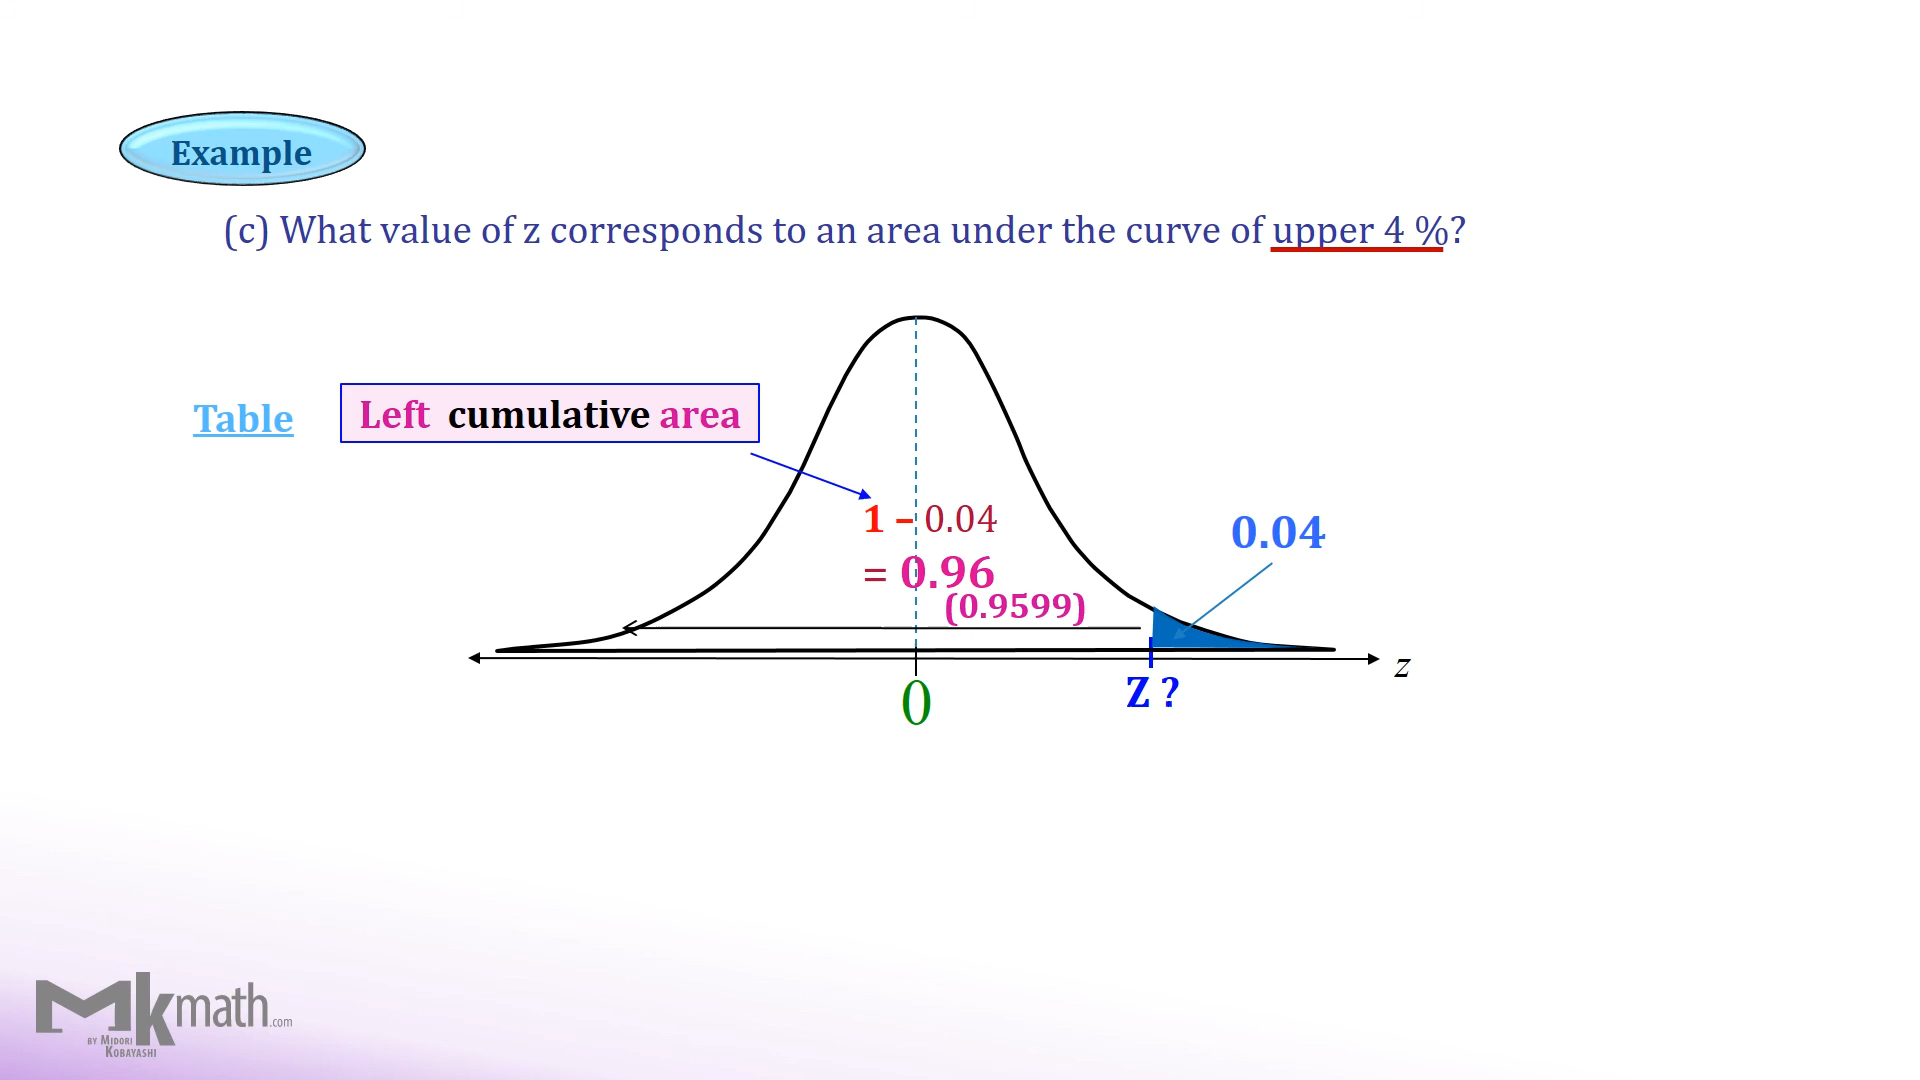 Example
(c) What value of z corresponds to an area under the curve of upper 4 %?
Table
Left cumulative area
1 – 0.04
= 0.96
(0.9599)
0.04
z
0
Z ?
Mkmath.com
BY MIDORI
KOBAYASHI